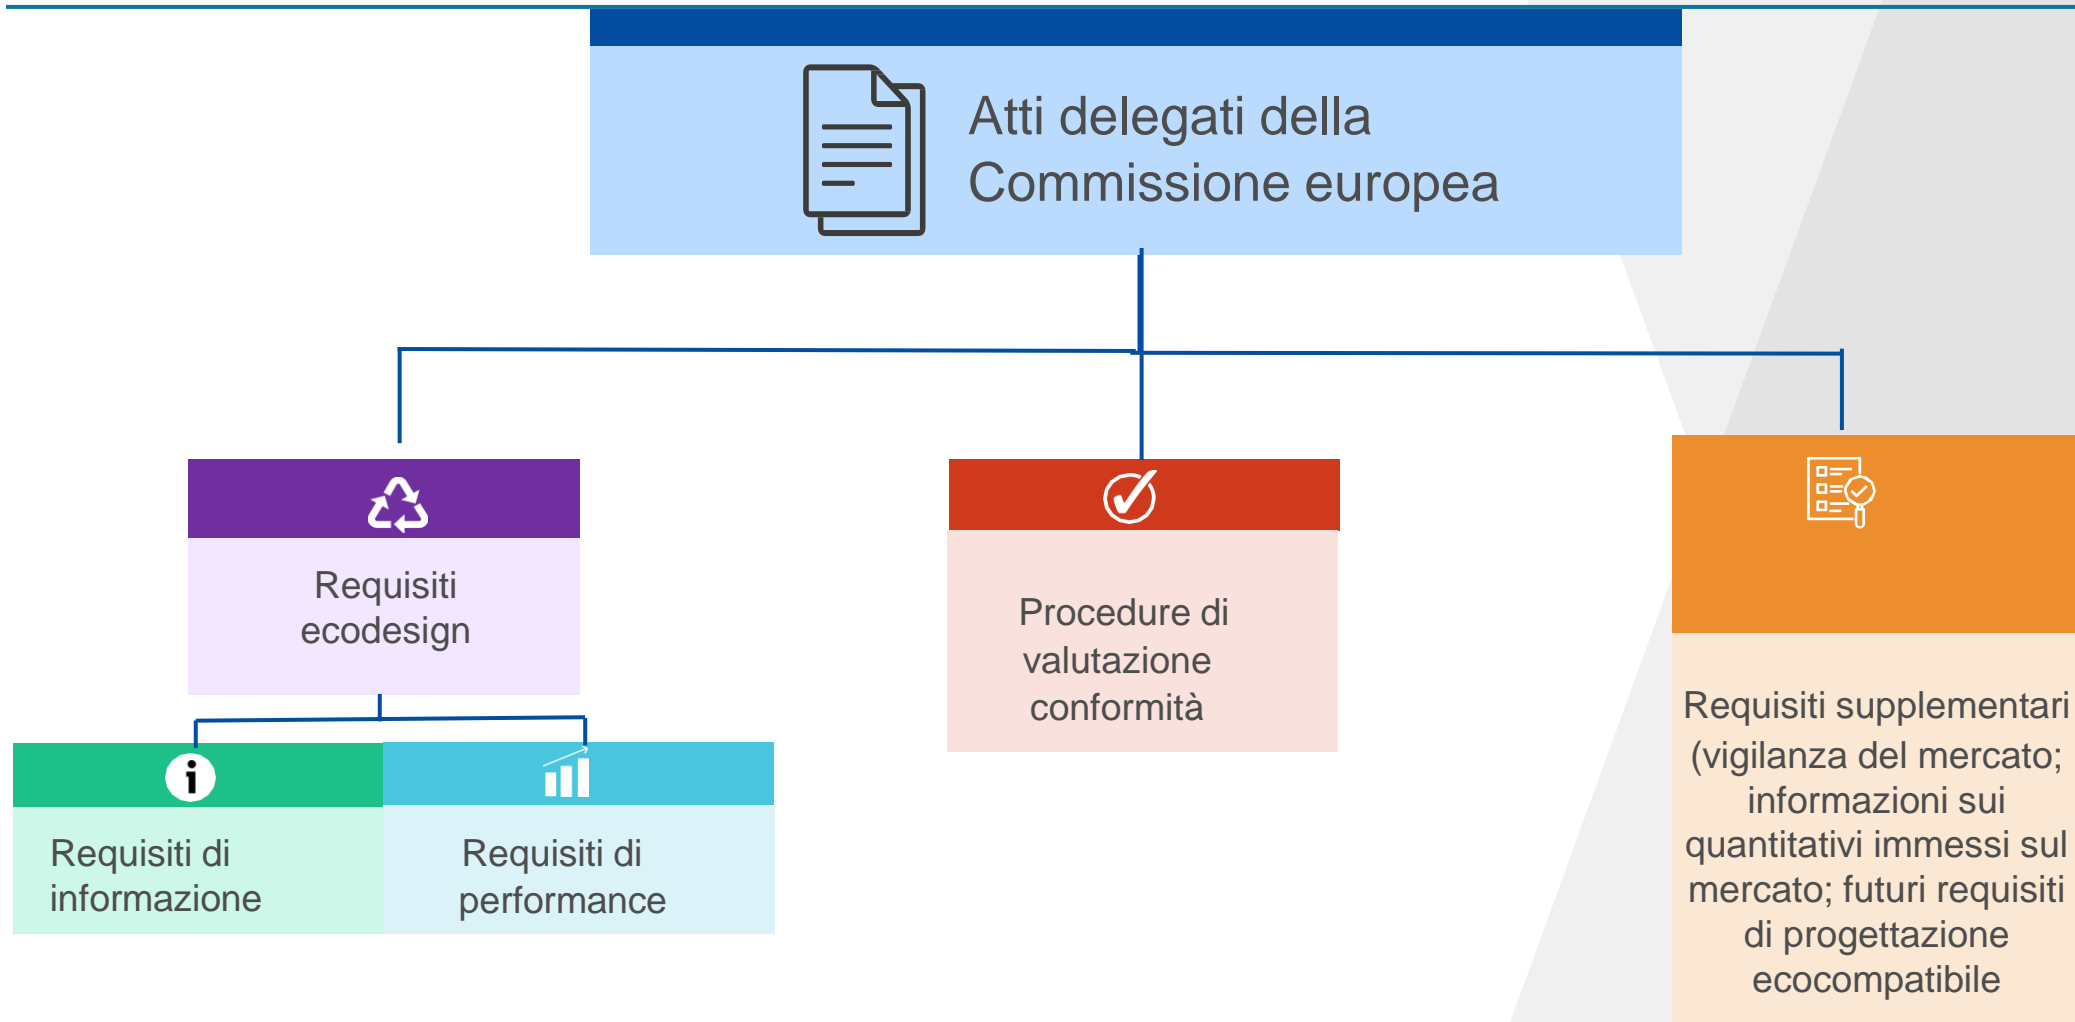 Atti delegati della
Commissione europea
Requisiti
ecodesign
Procedure di
valutazione
conformità
Requisiti di
informazione
Requisiti di
performance
Requisiti supplementari
(vigilanza del mercato;
informazioni sui
quantitativi immessi sul
mercato; futuri requisiti
di progettazione
ecocompatibile